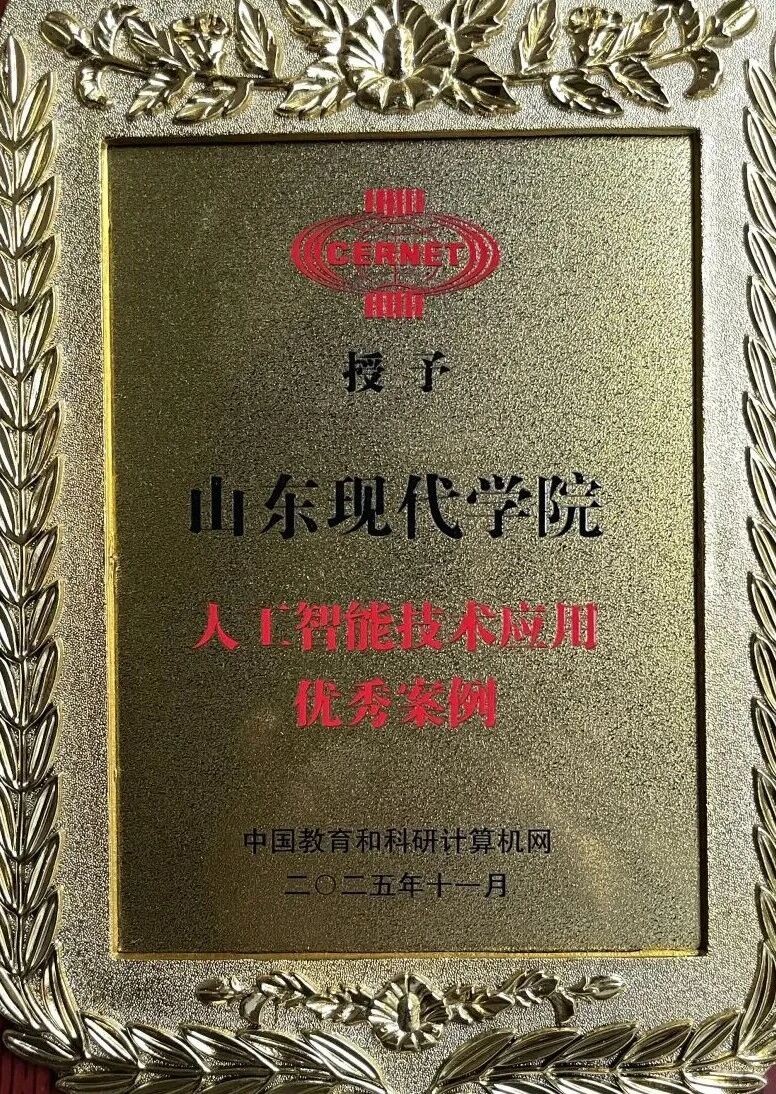 CERNET
授予
山东现代学院
人工智能技术应用
优秀案例
中国教育和科研计算机网
二〇二五年十一月